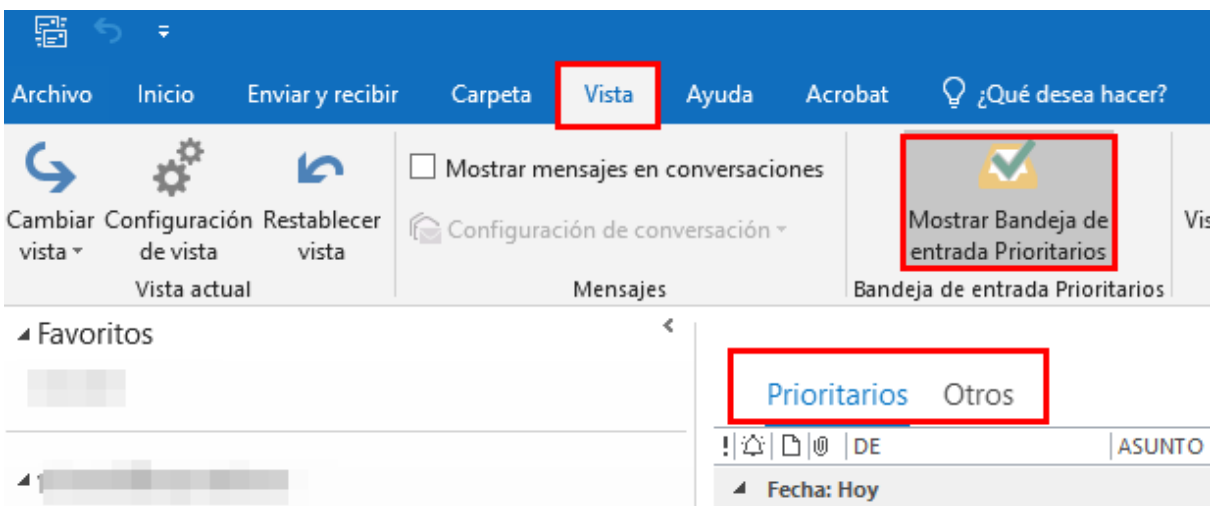 Archivo Inicio Enviar y recibir Carpeta Vista Ayuda Acrobat ¿Qué desea hacer?
Cambiar vista
Configuración de vista
Restablecer vista
Vista actual
Mostrar mensajes en conversaciones
Configuración de conversación
Mensajes
Mostrar Bandeja de
entrada Prioritarios
Bandeja de entrada Prioritarios
Favoritos
Prioritarios Otros
! DE ASUNTO
Fecha: Hoy